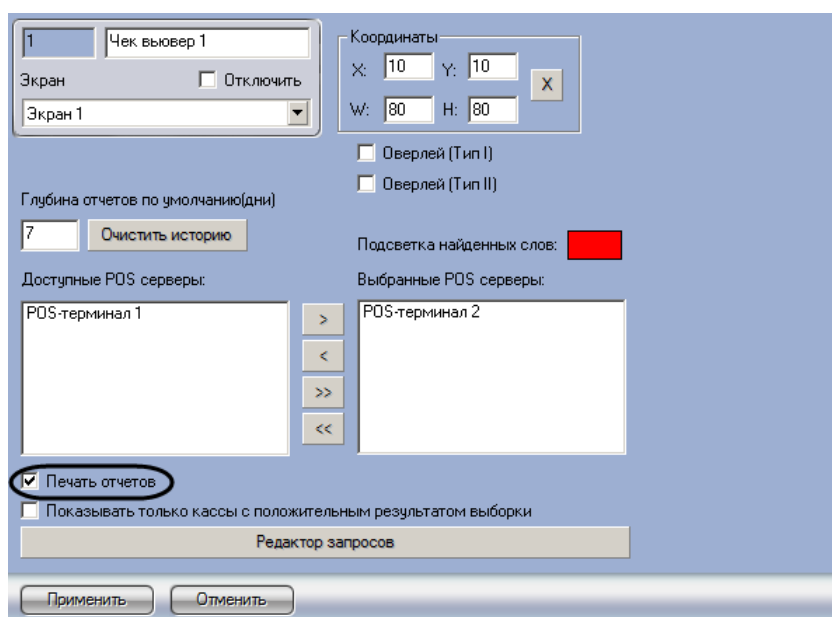 1 Чек вьювер 1
Экран Отключить
Экран 1
Координаты
X: 10 Y: 10
X
W: 80 H: 80
Оверлей (Тип I)
Оверлей (Тип II)
Глубина отчетов по умолчанию(дни)
7 Очистить историю
Подсветка найденных слов:
Доступные POS серверы:
Выбранные POS серверы:
POS-терминал 1
POS-терминал 2
>
<
>>
<<
Печать отчетов
Показывать только кассы с положительным результатом выборки
Редактор запросов
Применить Отменить